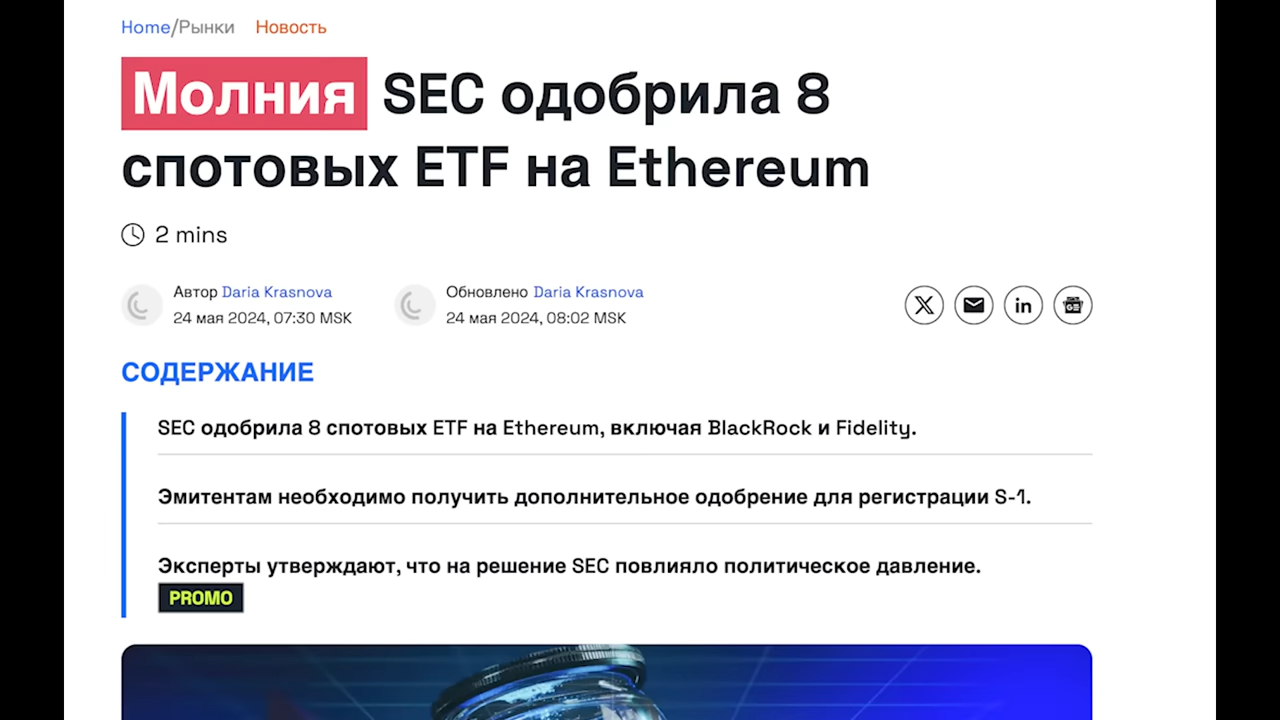 Home/Рынки Новость
Молния SEC одобрила 8
спотовых ETF на Ethereum
2 mins
Автор Daria Krasnova
24 мая 2024, 07:30 MSK
Обновлено Daria Krasnova
24 мая 2024, 08:02 MSK
СОДЕРЖАНИЕ
SEC одобрила 8 спотовых ETF на Ethereum, включая BlackRock и Fidelity.
Эмитентам необходимо получить дополнительное одобрение для регистрации S-1.
Эксперты утверждают, что на решение SEC повлияло политическое давление.
PROMO